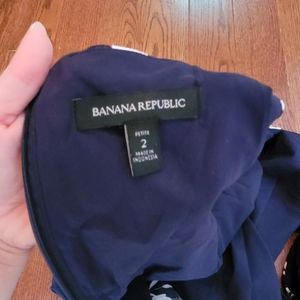 BANANA REPUBLIC
PETITE
2
MADE IN
INDONESIA